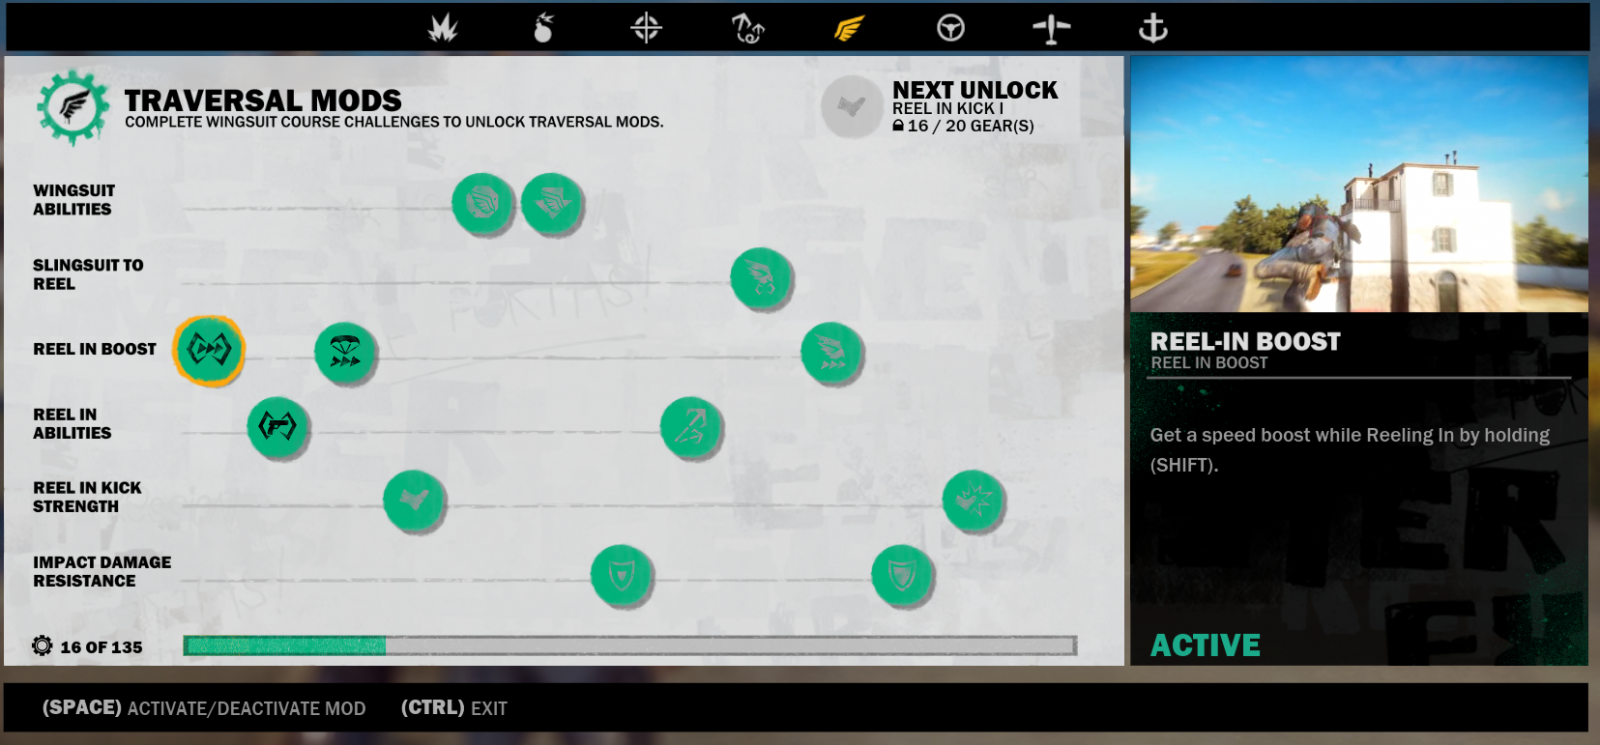 TRAVERSAL MODS
COMPLETE WINGSUIT COURSE CHALLENGES TO UNLOCK TRAVERSAL MODS.
NEXT UNLOCK
REEL IN KICK I
16 / 20 GEAR(S)
WINGSUIT
ABILITIES
SLINGSUIT TO
REEL
REEL IN BOOST
REEL IN
ABILITIES
REEL IN KICK
STRENGTH
IMPACT DAMAGE
RESISTANCE
16 OF 135
REEL-IN BOOST
REEL IN BOOST
Get a speed boost while Reeling In by holding
(SHIFT).
ACTIVE
(SPACE) ACTIVATE/DEACTIVATE MOD
(CTRL) EXIT